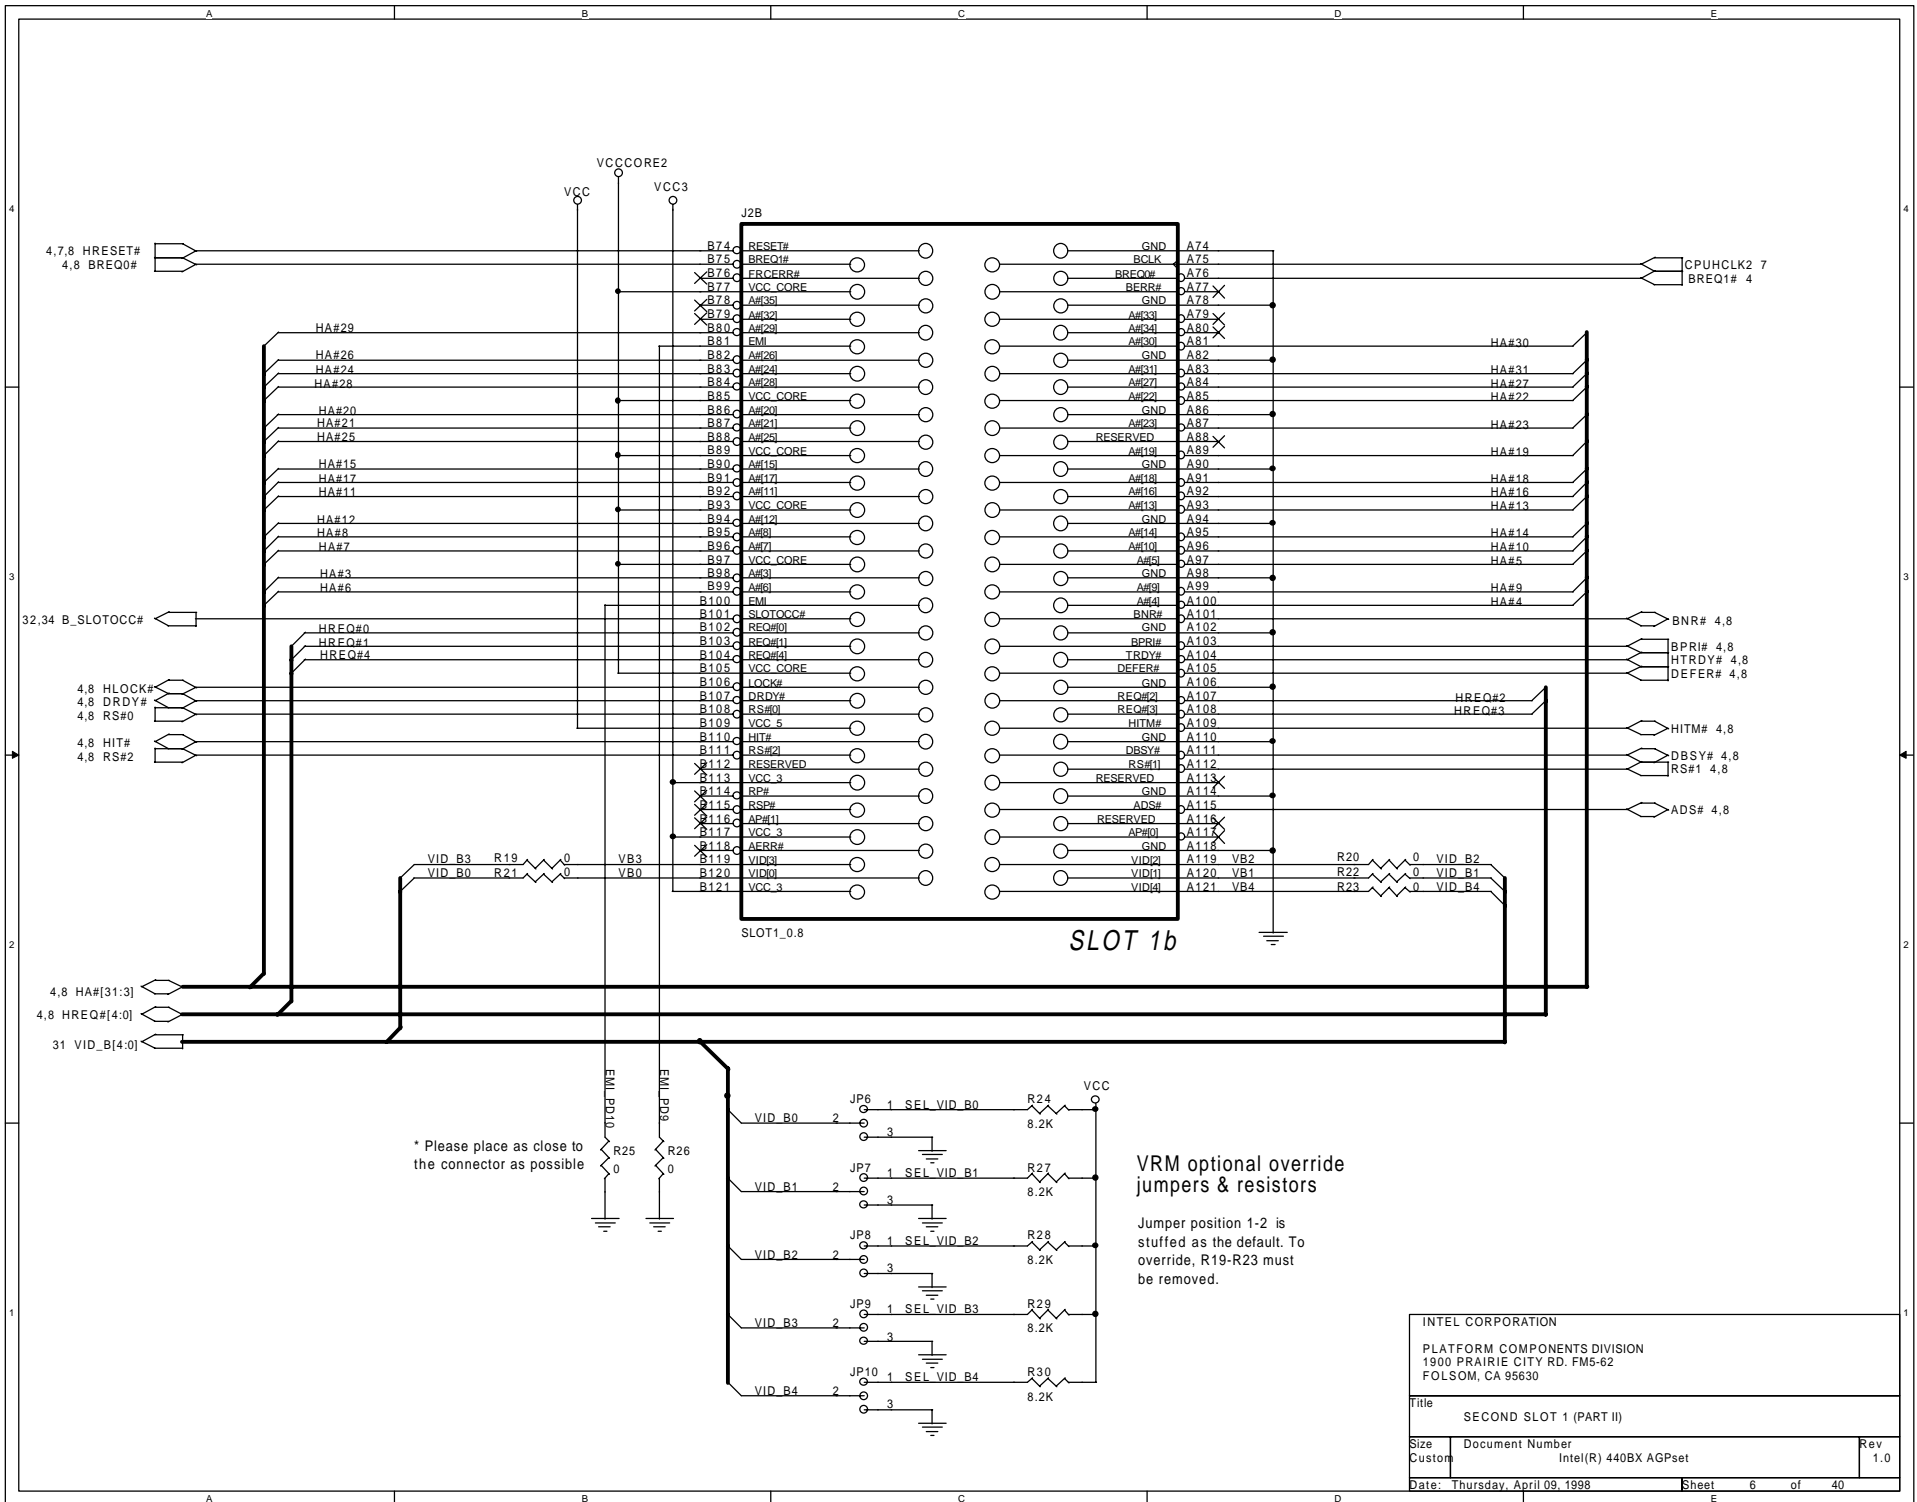 A B C D E
VCCCORE2
VCC VCC3
4 4
J2B
4,7,8 HRESET# B74 RESET# GND A74
4,8 BREQ0# B75 BREQ1# BCLK A75 CPUHCLK2 7
B76 FRCERR# BREQ0# A76 BREQ1# 4
B77 VCC_CORE BERR# A77
B78 A#[35] GND A78
B79 A#[32] A#[33] A79
HA#29 B80 A#[29] A#[34] A80
B81 EMI A#[30] A81 HA#30
HA#26 B82 A#[26] GND A82
HA#24 B83 A#[24] A#[31] A83 HA#31
HA#28 B84 A#[28] A#[27] A84 HA#27
B85 VCC_CORE A#[22] A85 HA#22
HA#20 B86 A#[20] GND A86
HA#21 B87 A#[21] A#[23] A87 HA#23
HA#25 B88 A#[25] RESERVED A88
B89 VCC_CORE A#[19] A89 HA#19
HA#15 B90 A#[15] GND A90
HA#17 B91 A#[17] A#[18] A91 HA#18
HA#11 B92 A#[11] A#[16] A92 HA#16
B93 VCC_CORE A#[13] A93 HA#13
HA#12 B94 A#[12] GND A94
HA#8 B95 A#[8] A#[14] A95 HA#14
HA#7 B96 A#[7] A#[10] A96 HA#10
B97 VCC_CORE A#[5] A97 HA#5
3 HA#3 B98 A#[3] GND A98 3
HA#6 B99 A#[6] A#[9] A99 HA#9
B100 EMI A#[4] A100 HA#4
32,34 B_SLOTOCC# B101 SLOTOCC# BNR# A101 BNR# 4,8
HREQ#0 B102 REQ#[0] GND A102
HREQ#1 B103 REQ#[1] BPRI# A103 BPRI# 4,8
HREQ#4 B104 REQ#[4] TRDY# A104 HTRDY# 4,8
B105 VCC_CORE DEFER# A105 DEFER# 4,8
4,8 HLOCK# B106 LOCK# GND A106
4,8 DRDY# B107 DRDY# REQ#[2] A107 HREQ#2
4,8 RS#0 B108 RS#[0] REQ#[3] A108 HREQ#3
B109 VCC_5 HITM# A109 HITM# 4,8
4,8 HIT# B110 HIT# GND A110
4,8 RS#2 B111 RS#[2] DBSY# A111 DBSY# 4,8
B112 RESERVED RS#[1] A112 RS#1 4,8
B113 VCC_3 RESERVED A113
B114 RP# GND A114
B115 RSP# ADS# A115 ADS# 4,8
B116 AP#[1] RESERVED A116
B117 VCC_3 AP#[0] A117
B118 AERR# GND A118
VID_B3 R19 0 VB3 B119 VID[3] VID[2] A119 VB2 R20 0 VID_B2
VID_B0 R21 0 VB0 B120 VID[0] VID[1] A120 VB1 R22 0 VID_B1
B121 VCC_3 VID[4] A121 VB4 R23 0 VID_B4
SLOT1_0.8 SLOT 1b
2 2
4,8 HA#[31:3]
4,8 HREQ#[4:0]
31 VID_B[4:0]
EMI_PD10
EMI_PD9
* Please place as close to
the connector as possible
R25
0
R26
0
VCC
JP6 1 SEL_VID_B0 R24
VID_B0 2 8.2K
3
JP7 1 SEL_VID_B1 R27
VID_B1 2 8.2K
3
JP8 1 SEL_VID_B2 R28
VID_B2 2 8.2K
3
JP9 1 SEL_VID_B3 R29
VID_B3 2 8.2K
3
JP10 1 SEL_VID_B4 R30
VID_B4 2 8.2K
3
VRM optional override
jumpers & resistors
Jumper position 1-2 is
stuffed as the default. To
override, R19-R23 must
be removed.
1 1
INTEL CORPORATION
PLATFORM COMPONENTS DIVISION
1900 PRAIRIE CITY RD. FM5-62
FOLSOM, CA 95630
Title
SECOND SLOT 1 (PART II)
Size Document Number Rev
Custom Intel(R) 440BX AGPset 1.0
Date: Thursday, April 09, 1998 Sheet 6 of 40
A B C D E